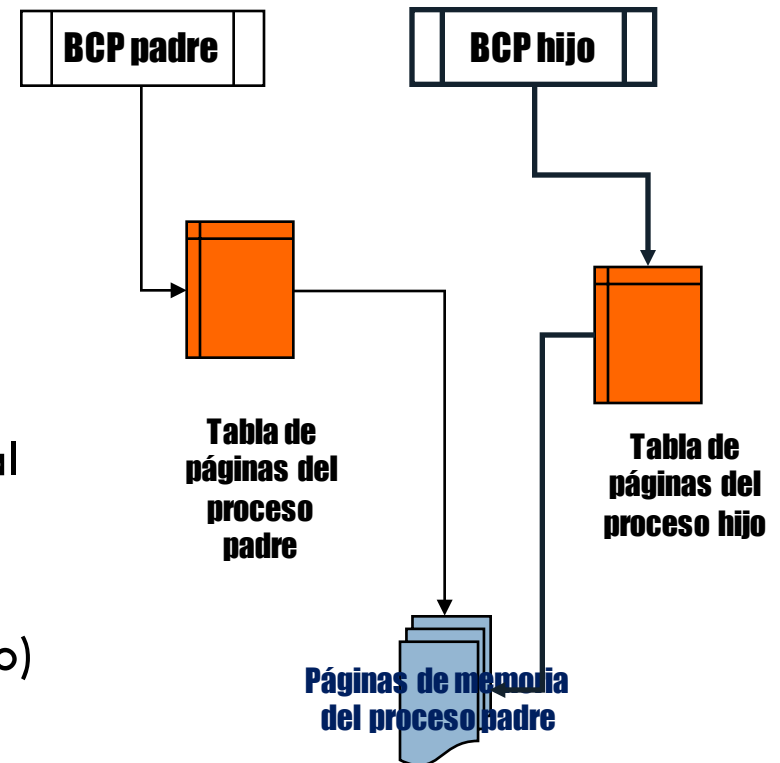 BCP padre
BCP hijo
Tabla de
páginas del
proceso
padre
Tabla de
páginas del
proceso hijo
Páginas de memoria
del proceso padre